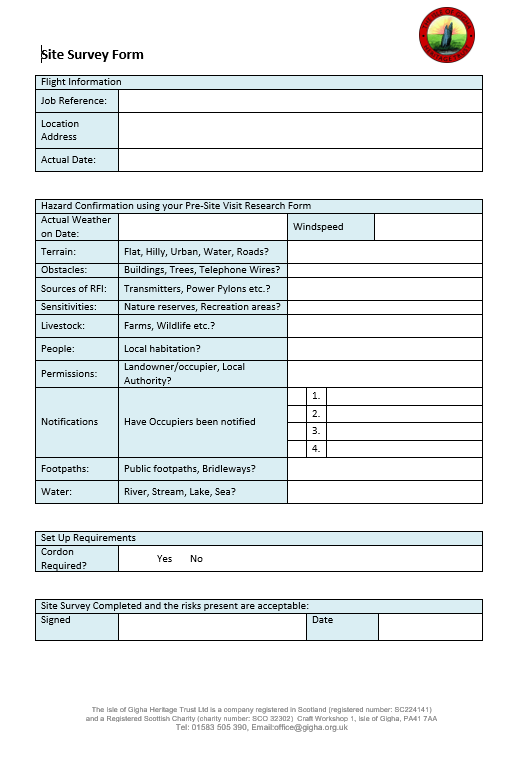 Site Survey Form
Flight Information
Job Reference:
Location
Address
Actual Date:
Hazard Confirmation using your Pre-Site Visit Research Form
Actual Weather
on Date:
Windspeed
Terrain: Flat, Hilly, Urban, Water, Roads?
Obstacles: Buildings, Trees, Telephone Wires?
Sources of RFI: Transmitters, Power Pylons etc.?
Sensitivities: Nature reserves, Recreation areas?
Livestock: Farms, Wildlife etc.?
People: Local habitation?
Permissions: Landowner/occupier, Local
Authority?
Notifications Have Occupiers been notified
1.
2.
3.
4.
Footpaths: Public footpaths, Bridleways?
Water: River, Stream, Lake, Sea?
Set Up Requirements
Cordon
Required?
Yes No
Site Survey Completed and the risks present are acceptable:
Signed Date
The Isle of Gigha Heritage Trust Ltd is a company registered in Scotland (registered number: SC224141)
and a Registered Scottish Charity (charity number: SCO 32302) Craft Workshop 1, Isle of Gigha, PA41 7AA
Tel: 01583 505 390, Email:office@gigha.org.uk